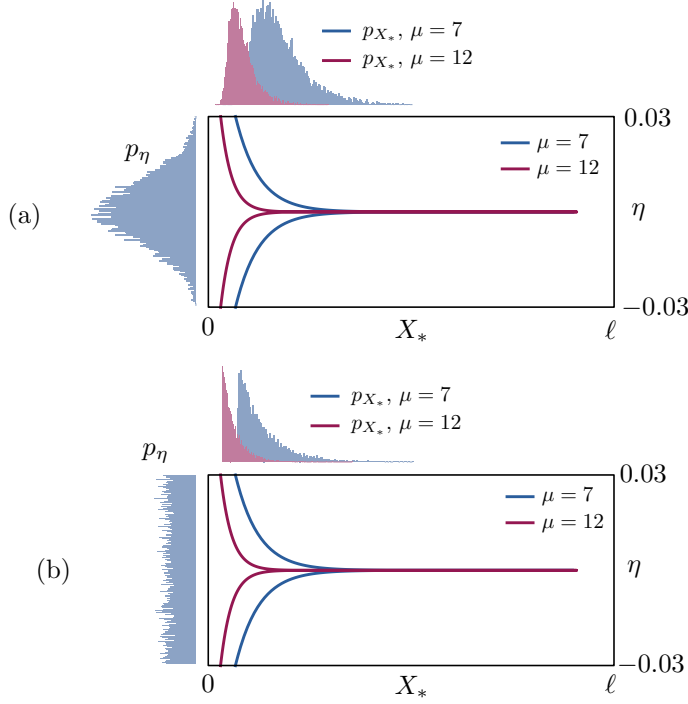 p_{X_*}, μ = 7
p_{X_*}, μ = 12
0.03
p_η
μ = 7
μ = 12
(a)
η
−0.03
0
X_*
ℓ
p_{X_*}, μ = 7
p_{X_*}, μ = 12
p_η
0.03
μ = 7
μ = 12
(b)
η
−0.03
0
X_*
ℓ